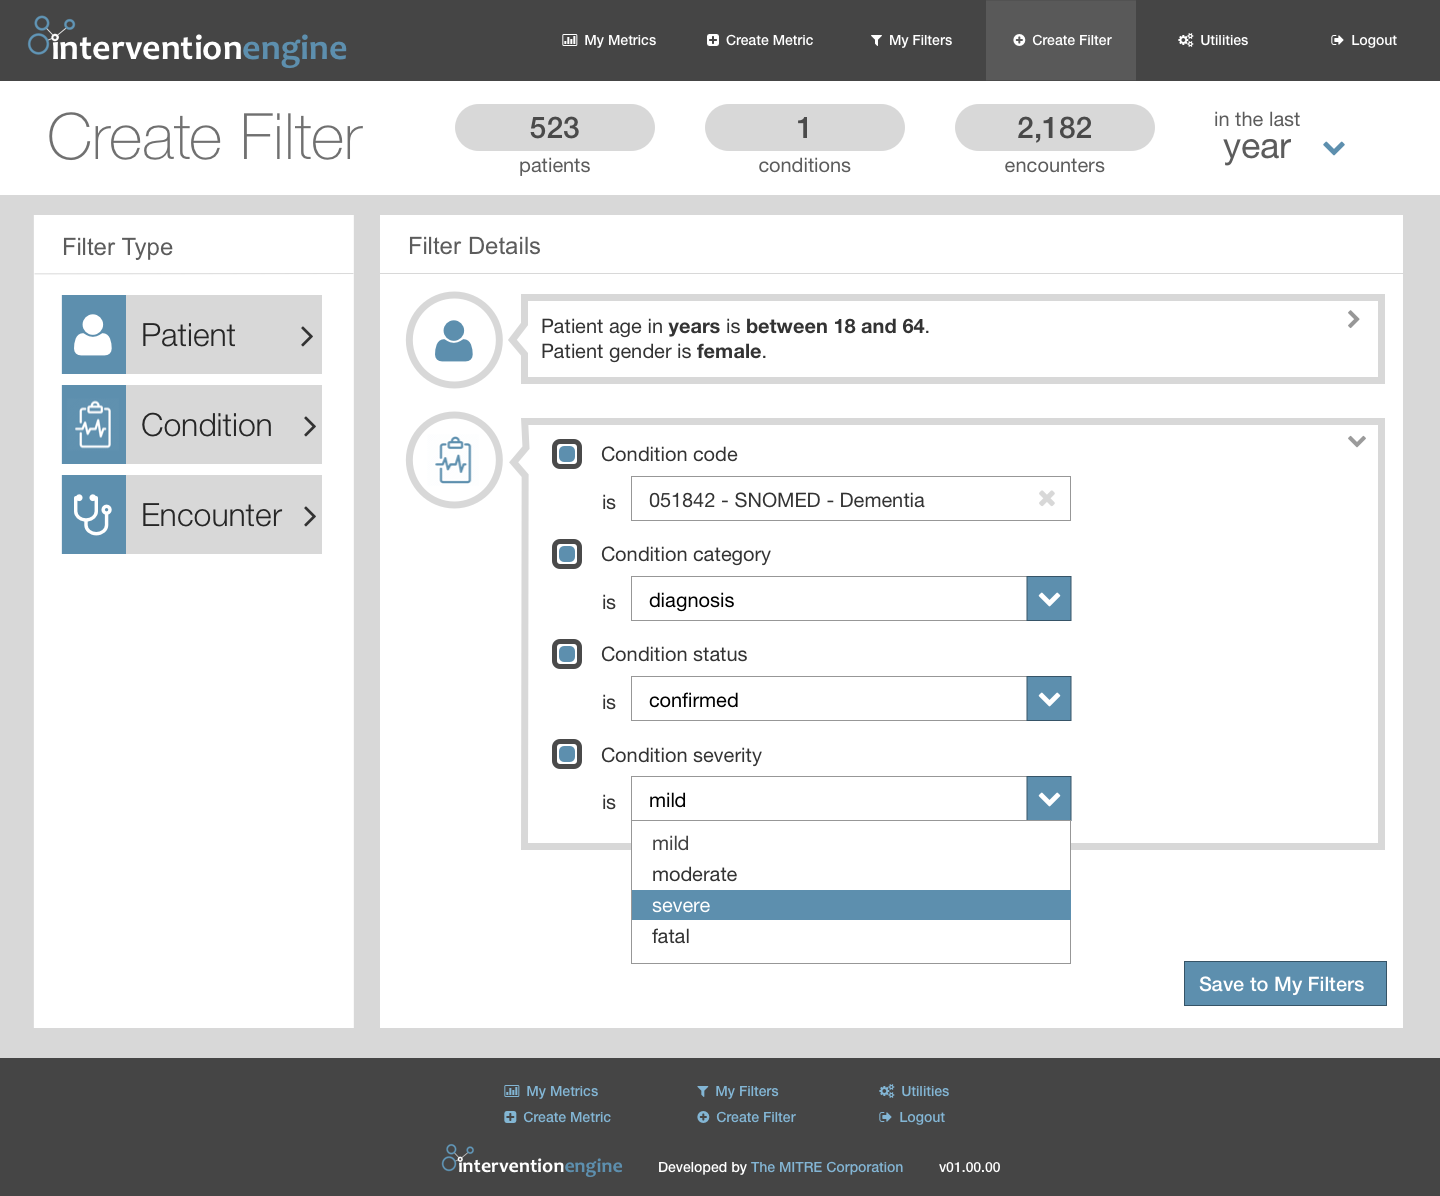 interventionengine
My Metrics
Create Metric
My Filters
Create Filter
Utilities
Logout
Create Filter
523
patients
1
conditions
2,182
encounters
in the last
year
Filter Type
Patient
Condition
Encounter
Filter Details
Patient age in years is between 18 and 64.
Patient gender is female.
Condition code
is 051842 - SNOMED - Dementia
Condition category
is diagnosis
Condition status
is confirmed
Condition severity
is mild
mild
moderate
severe
fatal
Save to My Filters
My Metrics
My Filters
Utilities
Create Metric
Create Filter
Logout
interventionengine
Developed by The MITRE Corporation
v01.00.00